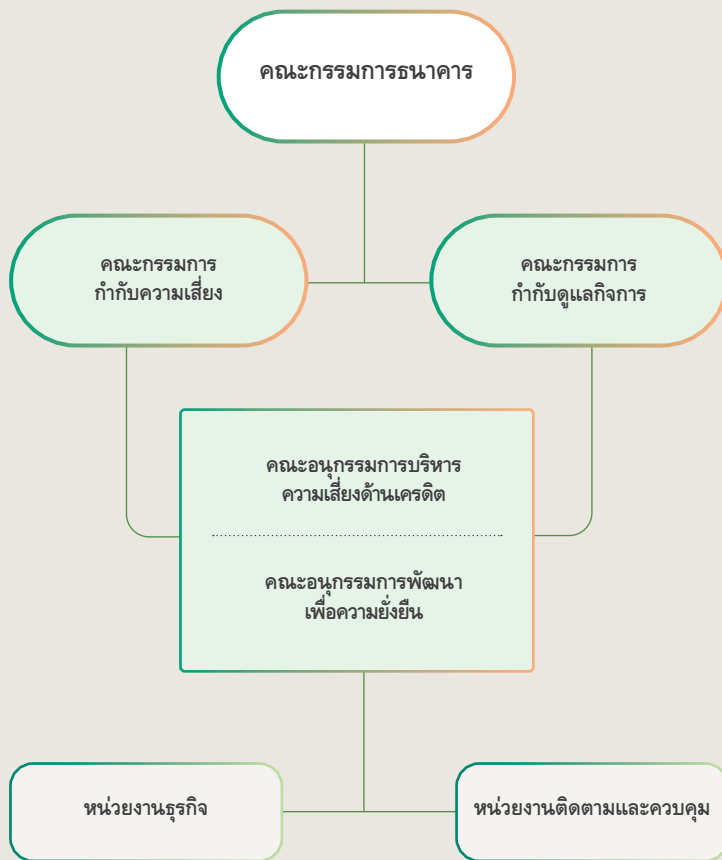 คณะกรรมการธนาคาร
คณะกรรมการ
กำกับความเสี่ยง
คณะกรรมการ
กำกับดูแลกิจการ
คณะอนุกรรมการบริหาร
ความเสี่ยงด้านเครดิต
คณะอนุกรรมการพัฒนา
เพื่อความยั่งยืน
หน่วยงานธุรกิจ
หน่วยงานติดตามและควบคุม